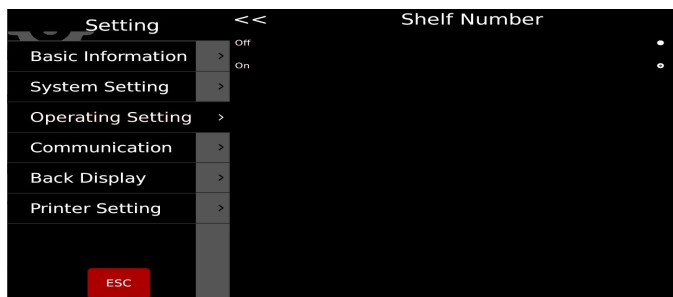 Setting
Basic Information >
System Setting >
Operating Setting >
Communication >
Back Display >
Printer Setting >
ESC
<< Shelf Number
Off
On